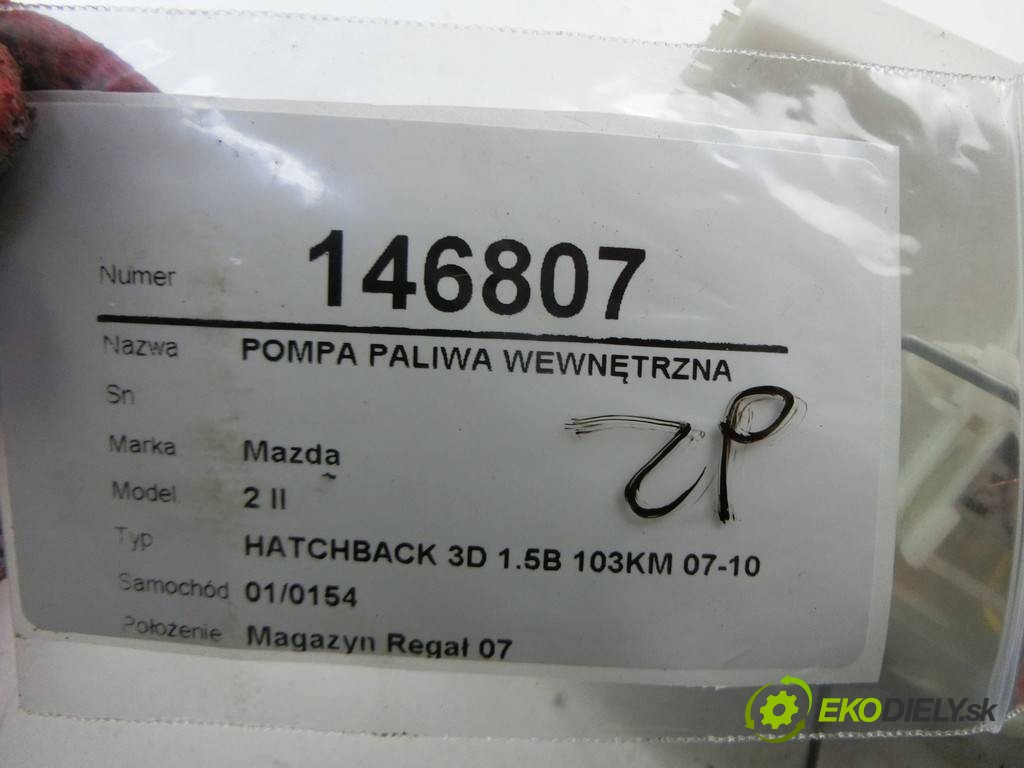 Numer 146807
Nazwa POMPA PALIWA WEWNĘTRZNA
Sn
Marka Mazda
Model 2 II
Typ HATCHBACK 3D 1.5B 103KM 07-10
Samochód 01/0154
Położenie Magazyn Regał 07
ZP
EKODIELY.sk